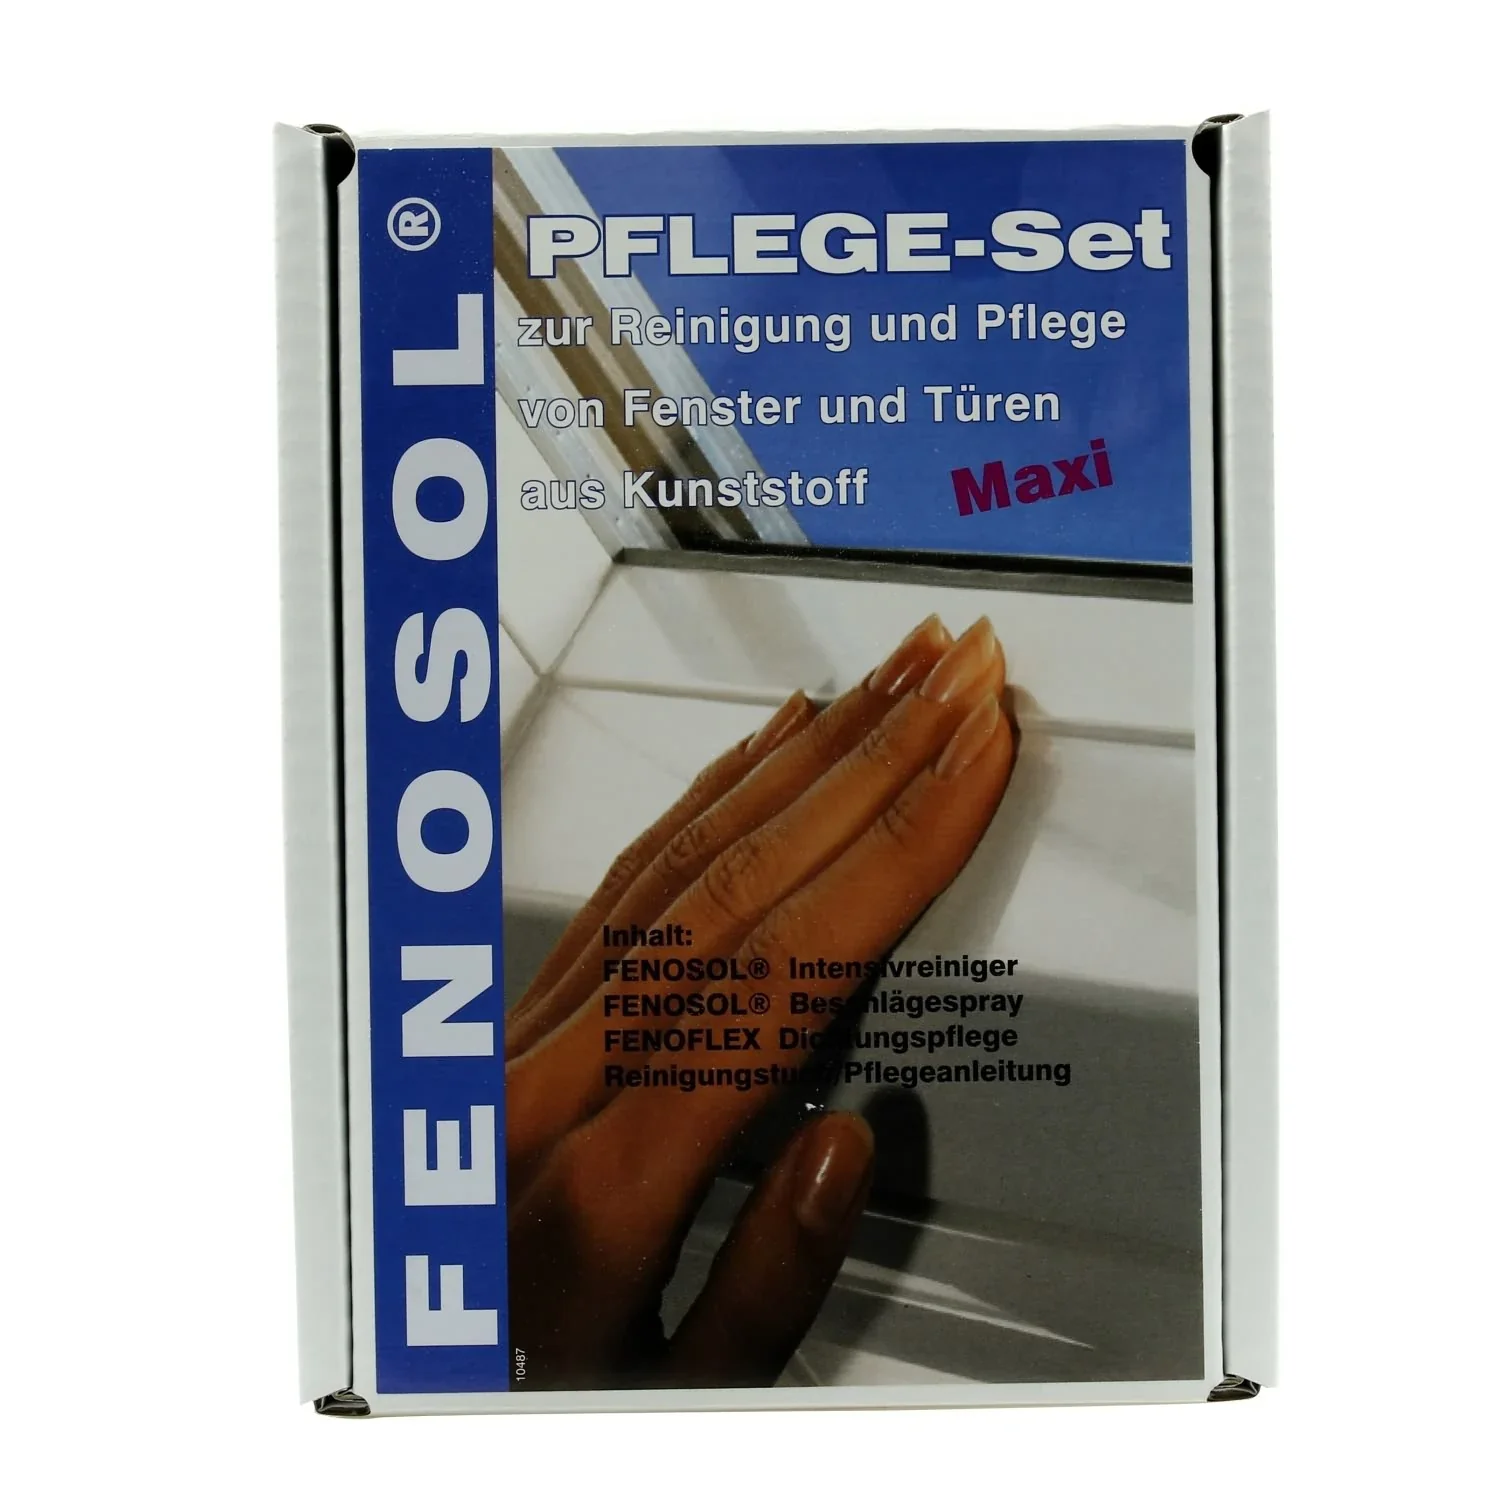 FENOSOL®
PFLEGE-Set
zur Reinigung und Pflege
von Fenster und Türen
aus Kunststoff
Maxi
Inhalt:
FENOSOL® Intensivreiniger
FENOSOL® Beschlägespray
FENOFLEX Dichtungspflege
Reinigungstuch/Pflegeanleitung
10487